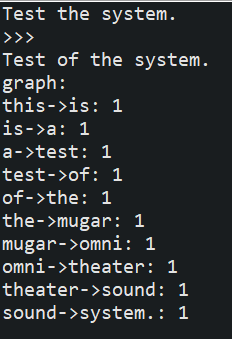 Test the system.
>>>
Test of the system.
graph:
this->is: 1
is->a: 1
a->test: 1
test->of: 1
of->the: 1
the->mugar: 1
mugar->omni: 1
omni->theater: 1
theater->sound: 1
sound->system.: 1